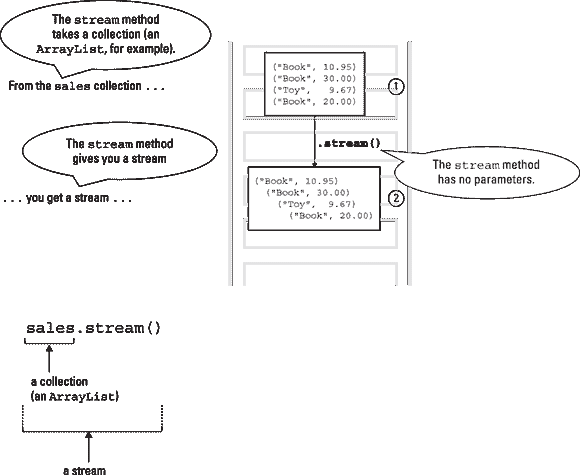 The stream method
takes a collection (an
ArrayList, for example).
From the sales collection . . .
("Book", 10.95)
("Book", 30.00)
("Toy", 9.67)
("Book", 20.00)
1
.stream()
The stream method
gives you a stream
. . . you get a stream . . .
The stream method
has no parameters.
("Book", 10.95)
("Book", 30.00)
("Toy", 9.67)
("Book", 20.00)
2
sales.stream()
a collection
(an ArrayList)
a stream